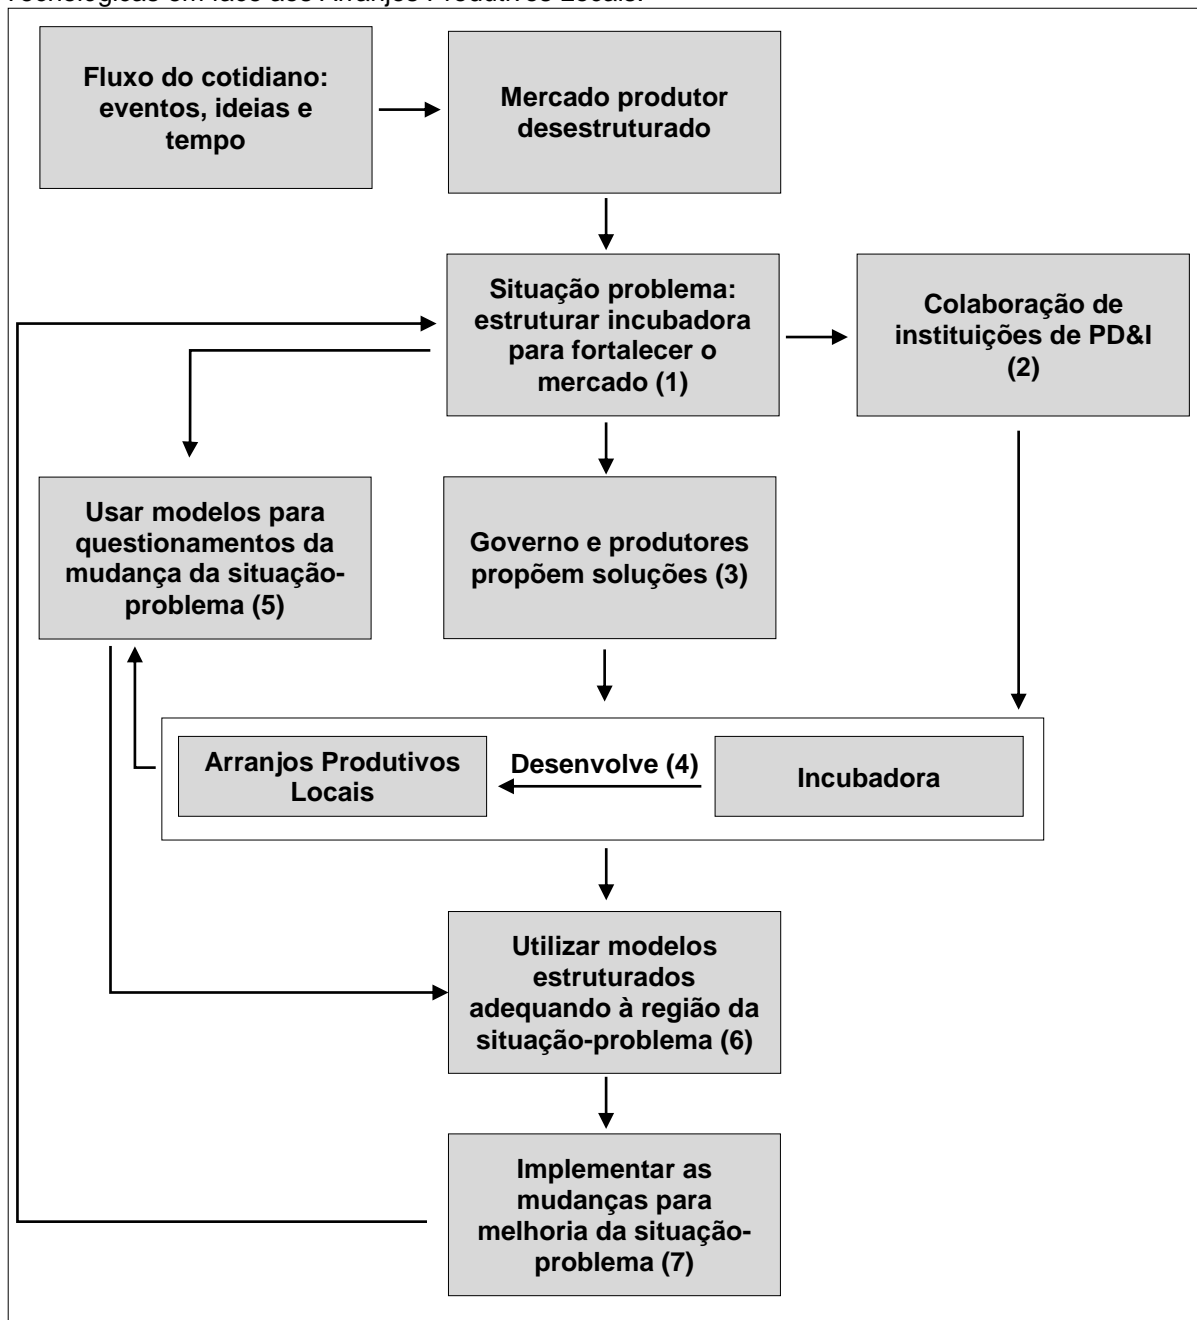 Tecnológicas em face dos Arranjos Produtivos Locais.
Fluxo do cotidiano:
eventos, ideias e
tempo
Mercado produtor
desestruturado
Situação problema:
estruturar incubadora
para fortalecer o
mercado (1)
Colaboração de
instituições de PD&I
(2)
Usar modelos para
questionamentos da
mudança da situação-
problema (5)
Governo e produtores
propõem soluções (3)
Arranjos Produtivos
Locais
Desenvolve (4)
Incubadora
Utilizar modelos
estruturados
adequando à região da
situação-problema (6)
Implementar as
mudanças para
melhoria da situação-
problema (7)